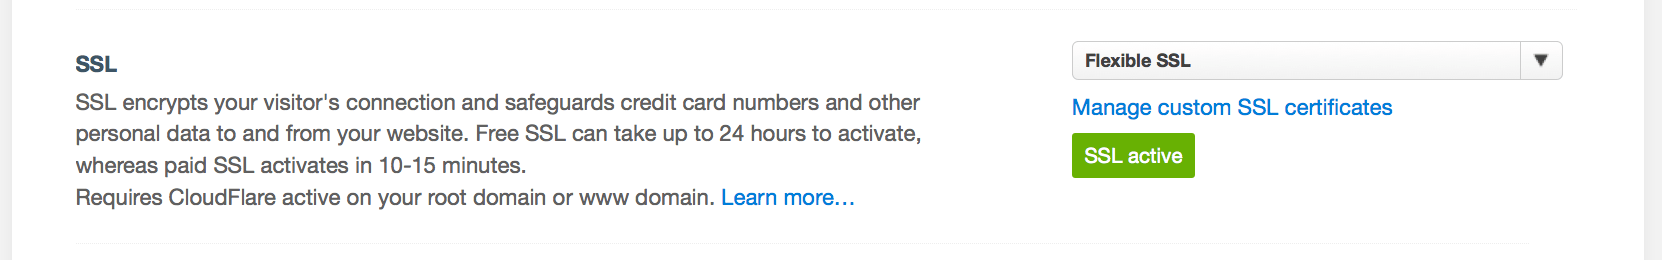 SSL
SSL encrypts your visitor's connection and safeguards credit card numbers and other
personal data to and from your website. Free SSL can take up to 24 hours to activate,
whereas paid SSL activates in 10-15 minutes.
Requires CloudFlare active on your root domain or www domain. Learn more...
Flexible SSL
Manage custom SSL certificates
SSL active